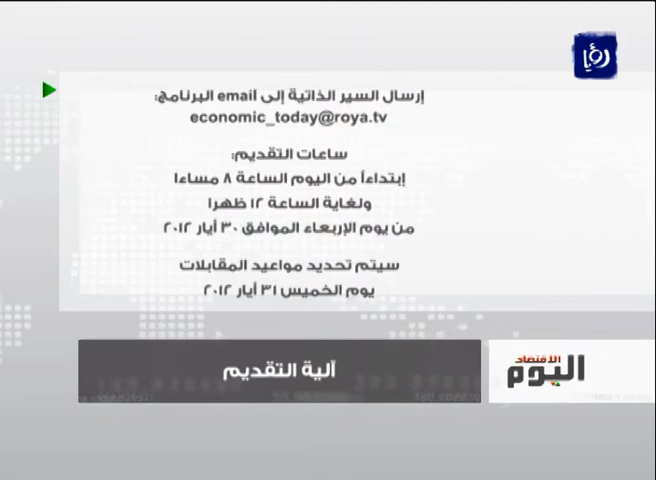 رؤيا
إرسال السير الذاتية إلى email البرنامج:
economic_today@roya.tv
ساعات التقديم:
إبتداءاً من اليوم الساعة ٨ مساءا
ولغاية الساعة ١٢ ظهرا
من يوم الإربعاء الموافق ٣٠ أيار ٢٠١٢
سيتم تحديد مواعيد المقابلات
يوم الخميس ٣١ أيار ٢٠١٢
الاقتصاد
اليوم
آلية التقديم